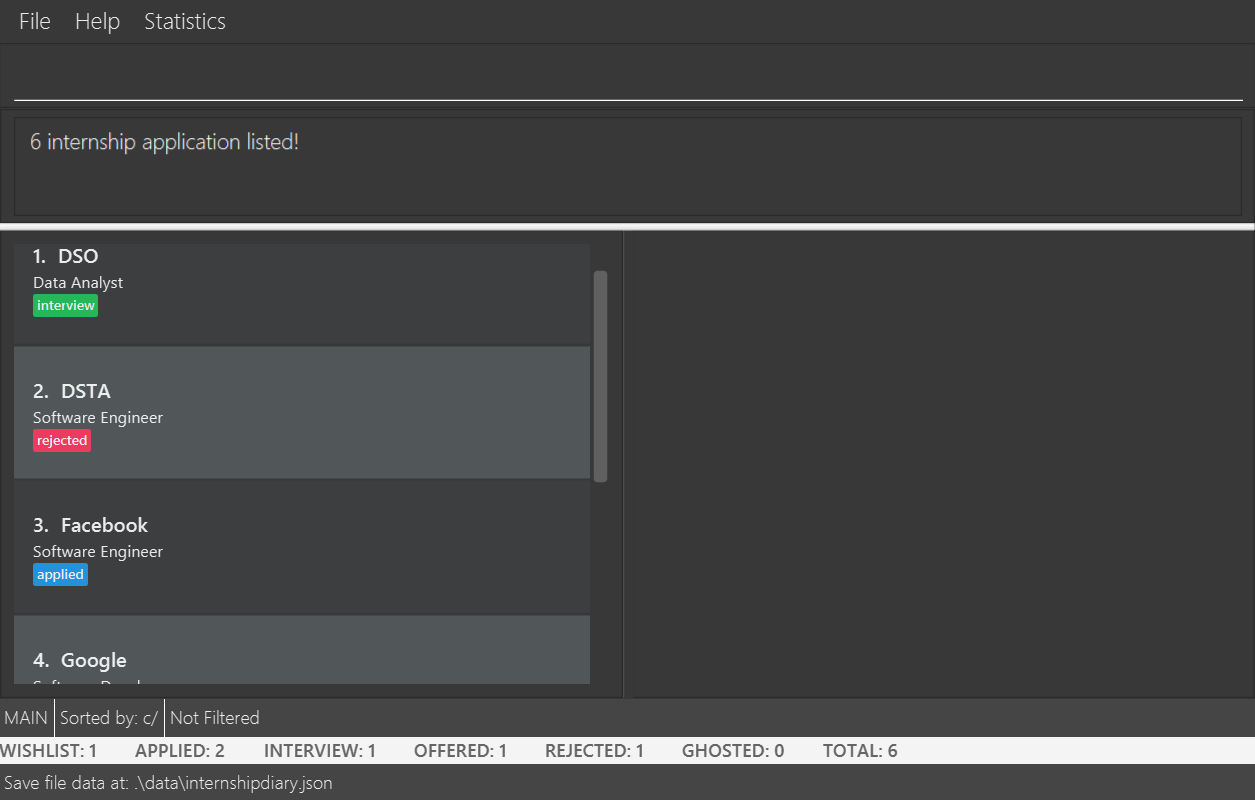 File Help Statistics
6 internship application listed!
1. DSO
Data Analyst
interview
2. DSTA
Software Engineer
rejected
3. Facebook
Software Engineer
applied
4. Google
MAIN Sorted by: c/ Not Filtered
WISHLIST: 1 APPLIED: 2 INTERVIEW: 1 OFFERED: 1 REJECTED: 1 GHOSTED: 0 TOTAL: 6
Save file data at: .\data\internshipdiary.json